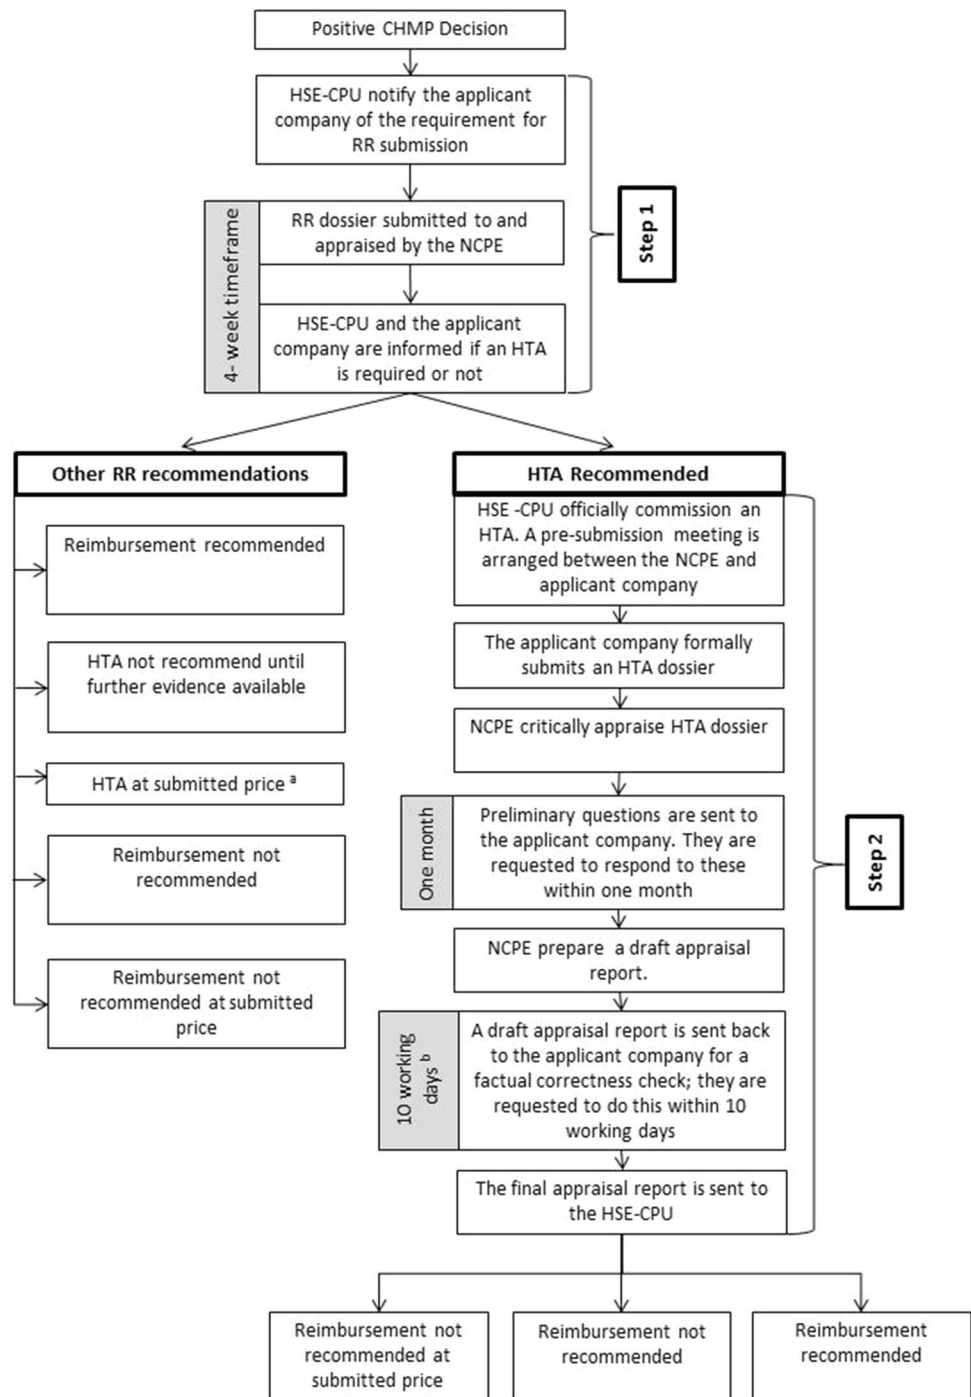 Positive CHMP Decision
HSE-CPU notify the applicant
company of the requirement for
RR submission
Step 1
4- week timeframe
RR dossier submitted to and
appraised by the NCPE
HSE-CPU and the applicant
company are informed if an HTA
is required or not
Other RR recommendations
Reimbursement recommended
HTA not recommend until
further evidence available
HTA at submitted price a
Reimbursement not
recommended
Reimbursement not
recommended at submitted
price
HTA Recommended
HSE -CPU officially commission an
HTA. A pre-submission meeting is
arranged between the NCPE and
applicant company
The applicant company formally
submits an HTA dossier
NCPE critically appraise HTA dossier
One month
Preliminary questions are sent to
the applicant company. They are
requested to respond to these
within one month
Step 2
NCPE prepare a draft appraisal
report.
10 working
days b
A draft appraisal report is sent back
to the applicant company for a
factual correctness check; they are
requested to do this within 10
working days
The final appraisal report is sent to
the HSE-CPU
Reimbursement not
recommended at
submitted price
Reimbursement not
recommended
Reimbursement
recommended